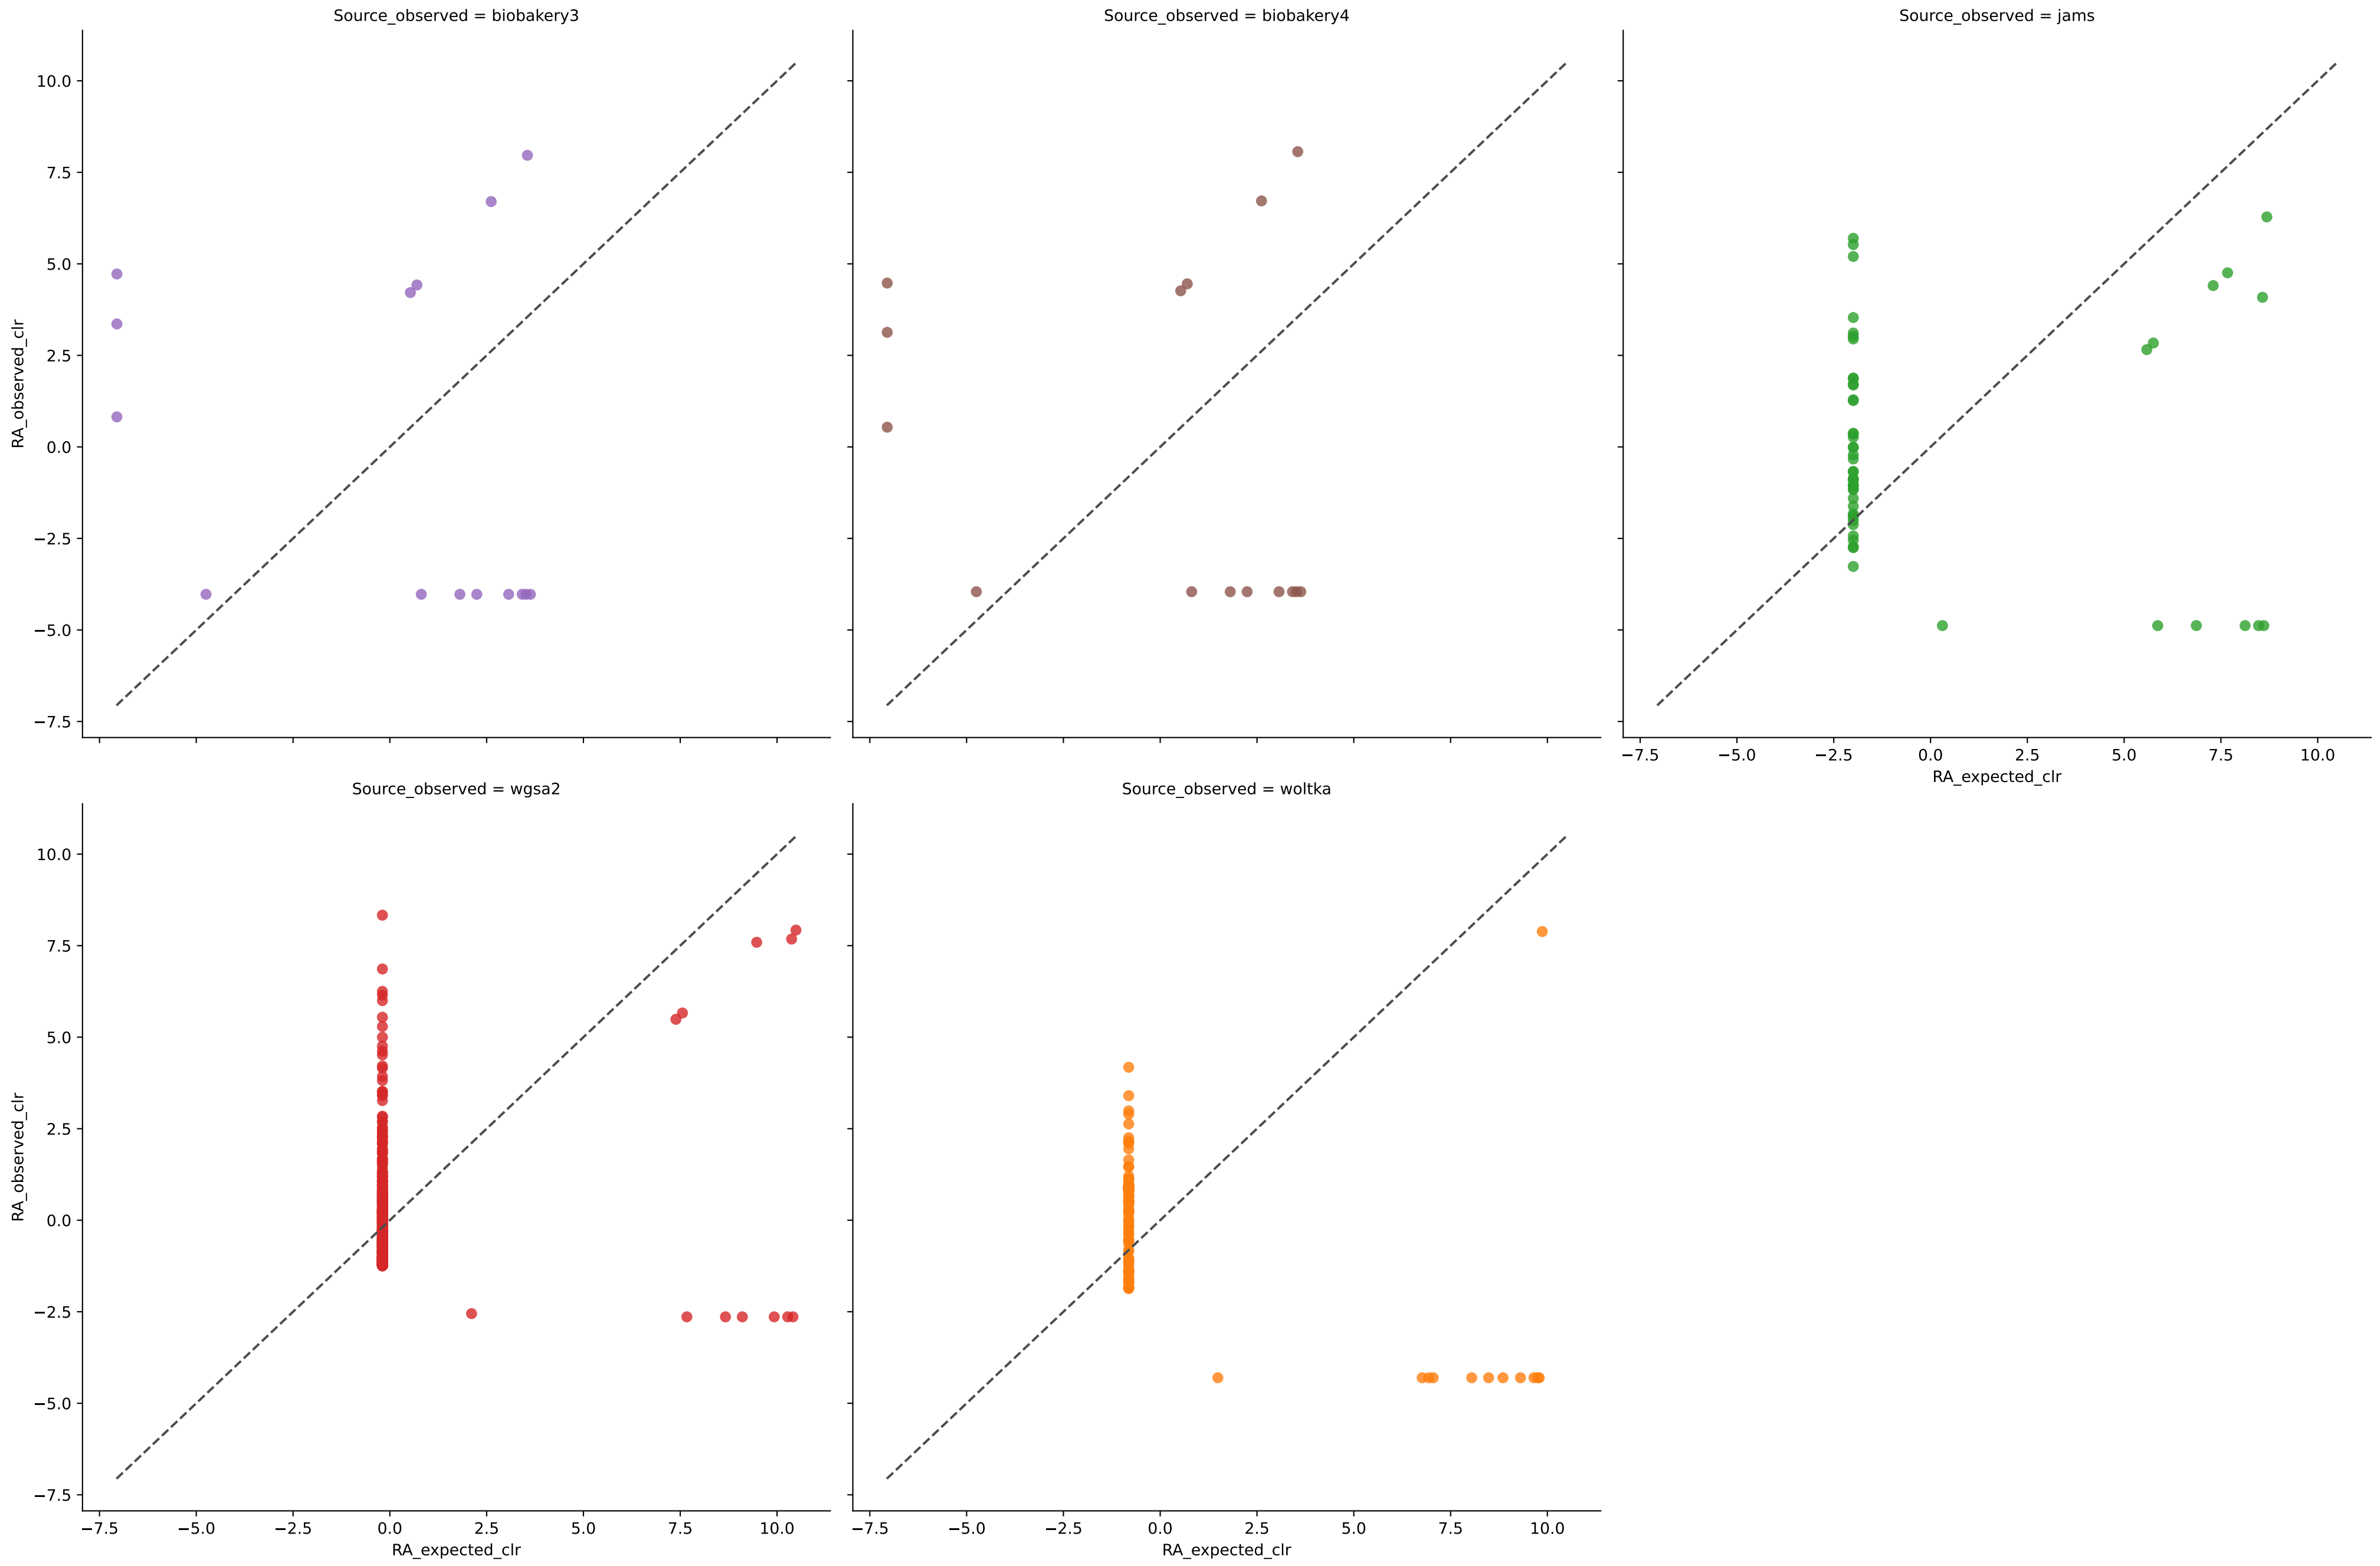 Source_observed = biobakery3
Source_observed = biobakery4
Source_observed = jams
RA_observed_clr
10.0
7.5
5.0
2.5
0.0
−2.5
−5.0
−7.5
−7.5 −5.0 −2.5 0.0 2.5 5.0 7.5 10.0
RA_expected_clr
Source_observed = wgsa2
Source_observed = woltka
RA_observed_clr
10.0
7.5
5.0
2.5
0.0
−2.5
−5.0
−7.5
−7.5 −5.0 −2.5 0.0 2.5 5.0 7.5 10.0
RA_expected_clr
−7.5 −5.0 −2.5 0.0 2.5 5.0 7.5 10.0
RA_expected_clr